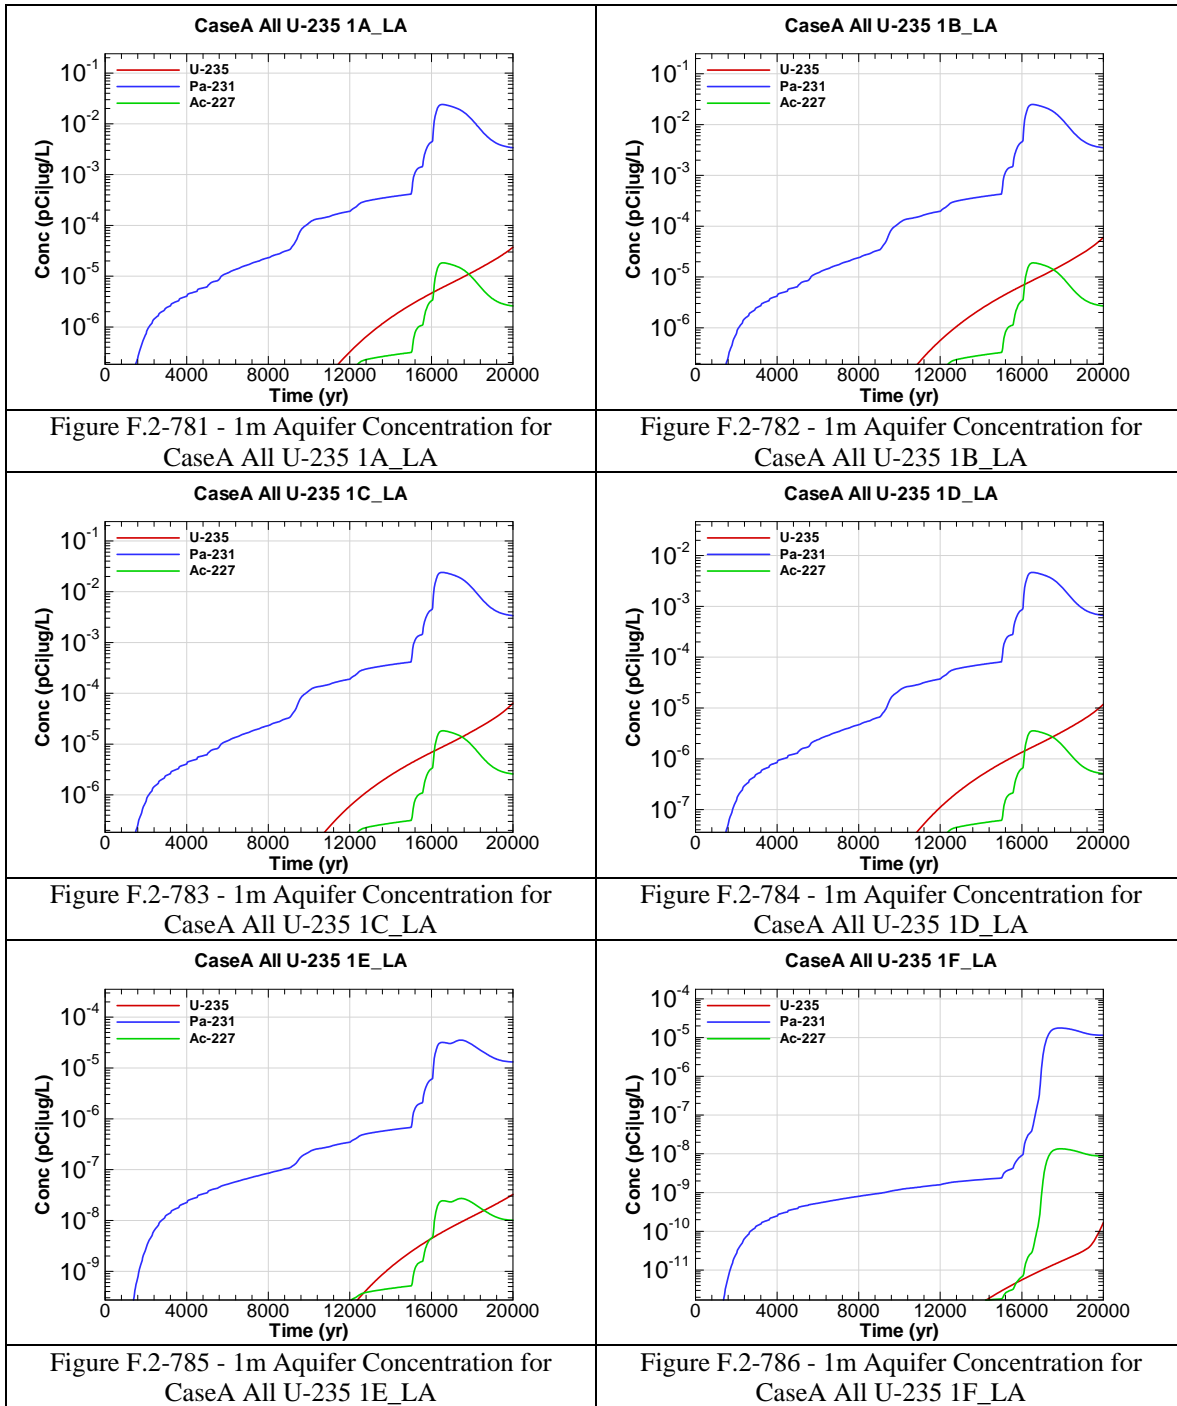 CaseA All U-235 1A_LA
Conc (pCi|ug/L)
10-1
10-2
10-3
10-4
10-5
10-6
U-235
Pa-231
Ac-227
0 4000 8000 12000 16000 20000
Time (yr)
Figure F.2-781 - 1m Aquifer Concentration for
CaseA All U-235 1A_LA
CaseA All U-235 1B_LA
Conc (pCi|ug/L)
10-1
10-2
10-3
10-4
10-5
10-6
U-235
Pa-231
Ac-227
0 4000 8000 12000 16000 20000
Time (yr)
Figure F.2-782 - 1m Aquifer Concentration for
CaseA All U-235 1B_LA
CaseA All U-235 1C_LA
Conc (pCi|ug/L)
10-1
10-2
10-3
10-4
10-5
10-6
U-235
Pa-231
Ac-227
0 4000 8000 12000 16000 20000
Time (yr)
Figure F.2-783 - 1m Aquifer Concentration for
CaseA All U-235 1C_LA
CaseA All U-235 1D_LA
Conc (pCi|ug/L)
10-2
10-3
10-4
10-5
10-6
10-7
U-235
Pa-231
Ac-227
0 4000 8000 12000 16000 20000
Time (yr)
Figure F.2-784 - 1m Aquifer Concentration for
CaseA All U-235 1D_LA
CaseA All U-235 1E_LA
Conc (pCi|ug/L)
10-4
10-5
10-6
10-7
10-8
10-9
U-235
Pa-231
Ac-227
0 4000 8000 12000 16000 20000
Time (yr)
Figure F.2-785 - 1m Aquifer Concentration for
CaseA All U-235 1E_LA
CaseA All U-235 1F_LA
Conc (pCi|ug/L)
10-4
10-5
10-6
10-7
10-8
10-9
10-10
10-11
U-235
Pa-231
Ac-227
0 4000 8000 12000 16000 20000
Time (yr)
Figure F.2-786 - 1m Aquifer Concentration for
CaseA All U-235 1F_LA